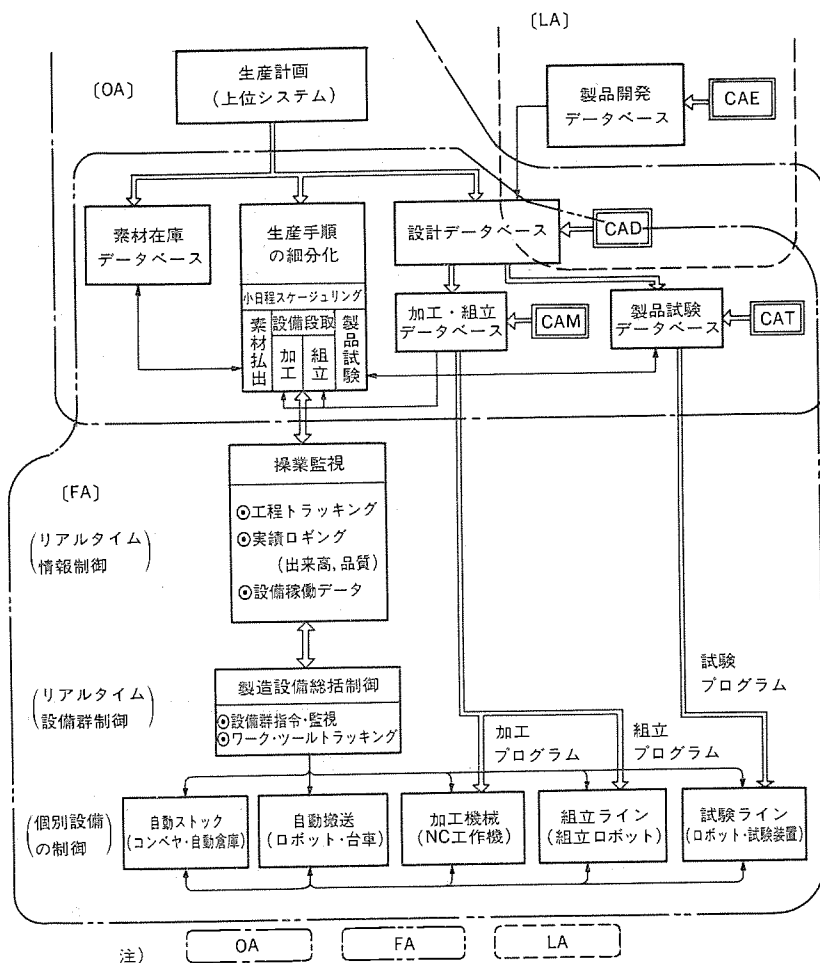 〔LA〕
〔OA〕
生産計画
(上位システム)
製品開発
データベース
CAE
素材在庫
データベース
生産手順
の細分化
小日程スケージュリング
素材払出
設備段取
加工
組立
製品試験
設計データベース
CAD
加工・組立
データベース
CAM
製品試験
データベース
CAT
〔FA〕
(リアルタイム
情報制御)
操業監視
⊙工程トラッキング
⊙実績ロギング
(出来高,品質)
⊙設備稼働データ
(リアルタイム
設備群制御)
製造設備総括制御
⊙設備群指令・監視
⊙ワーク・ツールトラッキング
加工
プログラム
組立
プログラム
試験
プログラム
(個別設備
の制御)
自動ストック
(コンベヤ・自動倉庫)
自動搬送
(ロボット・台車)
加工機械
(NC工作機)
組立ライン
(組立ロボット)
試験ライン
(ロボット・試験装置)
注)
OA
FA
LA